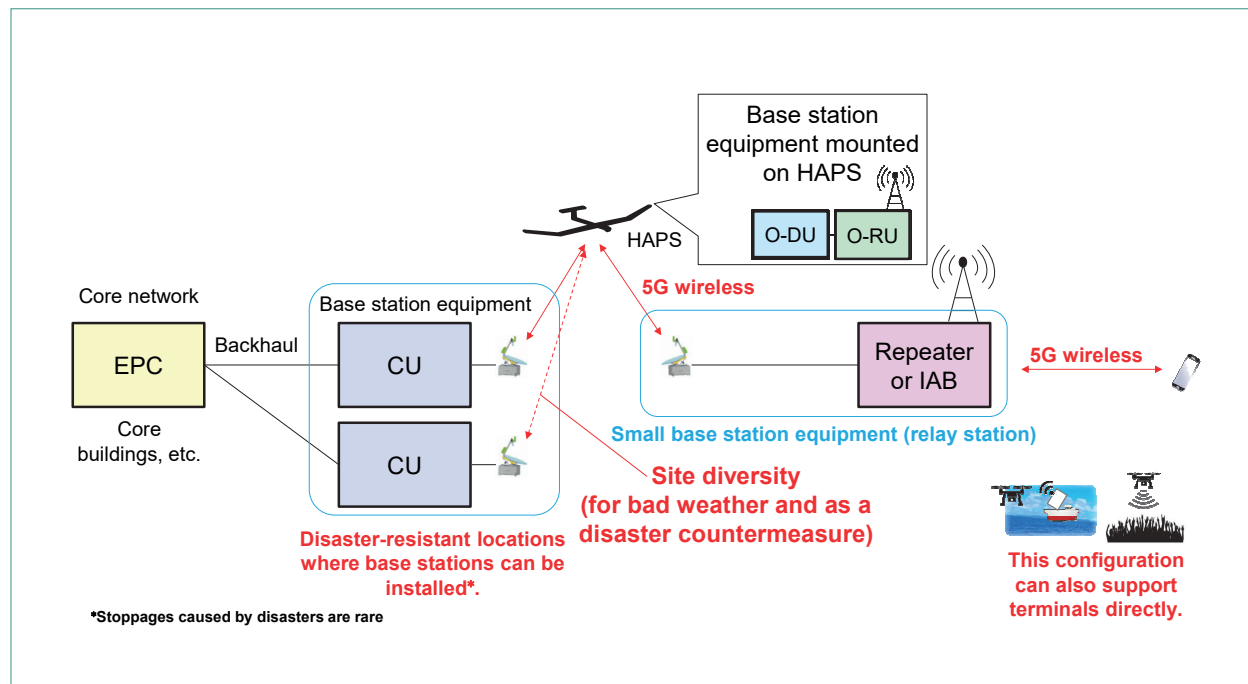 Base station
equipment mounted
on HAPS
O-DU
O-RU
HAPS
5G wireless
Core network
EPC
Core
buildings, etc.
Backhaul
Base station equipment
CU
CU
Repeater
or IAB
5G wireless
Small base station equipment (relay station)
Site diversity
(for bad weather and as a
disaster countermeasure)
Disaster-resistant locations
where base stations can be
installed*.
This configuration
can also support
terminals directly.
*Stoppages caused by disasters are rare